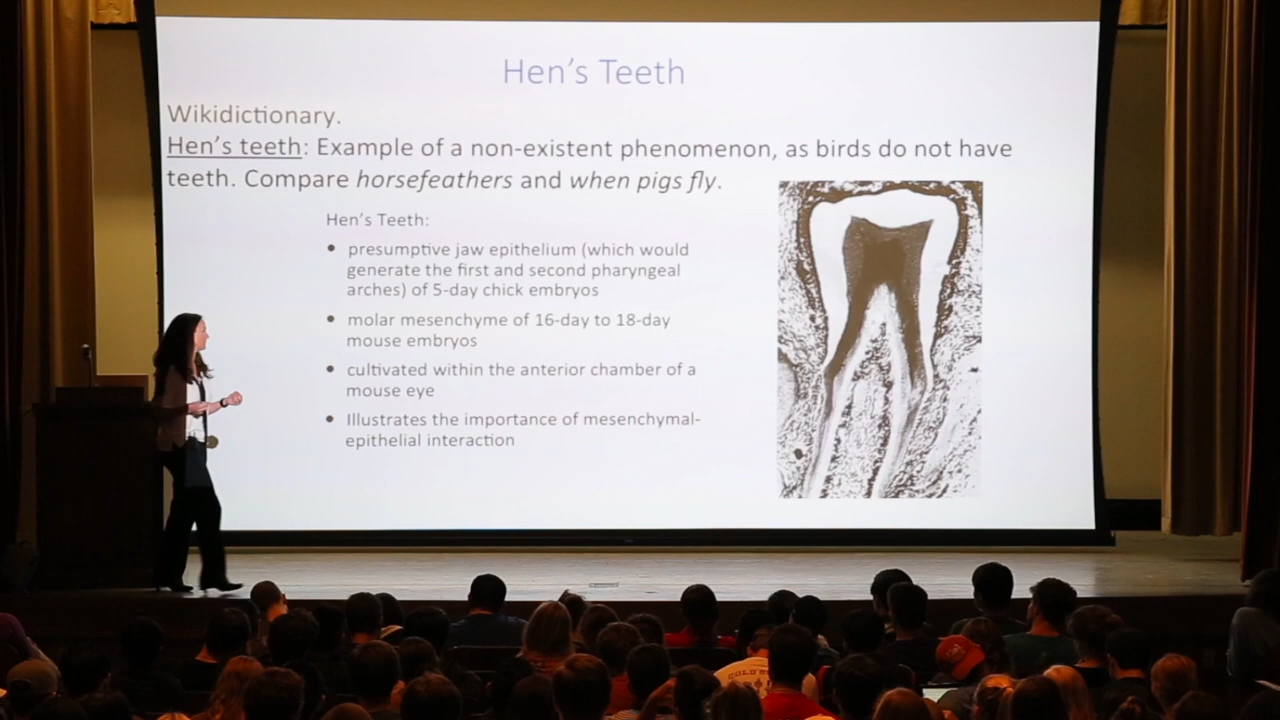 Hen's Teeth
Wikidictionary.
Hen's teeth: Example of a non-existent phenomenon, as birds do not have
teeth. Compare horsefeathers and when pigs fly.
Hen's Teeth:
• presumptive jaw epithelium (which would
generate the first and second pharyngeal
arches) of 5-day chick embryos
• molar mesenchyme of 16-day to 18-day
mouse embryos
• cultivated within the anterior chamber of a
mouse eye
• Illustrates the importance of mesenchymal-
epithelial interaction